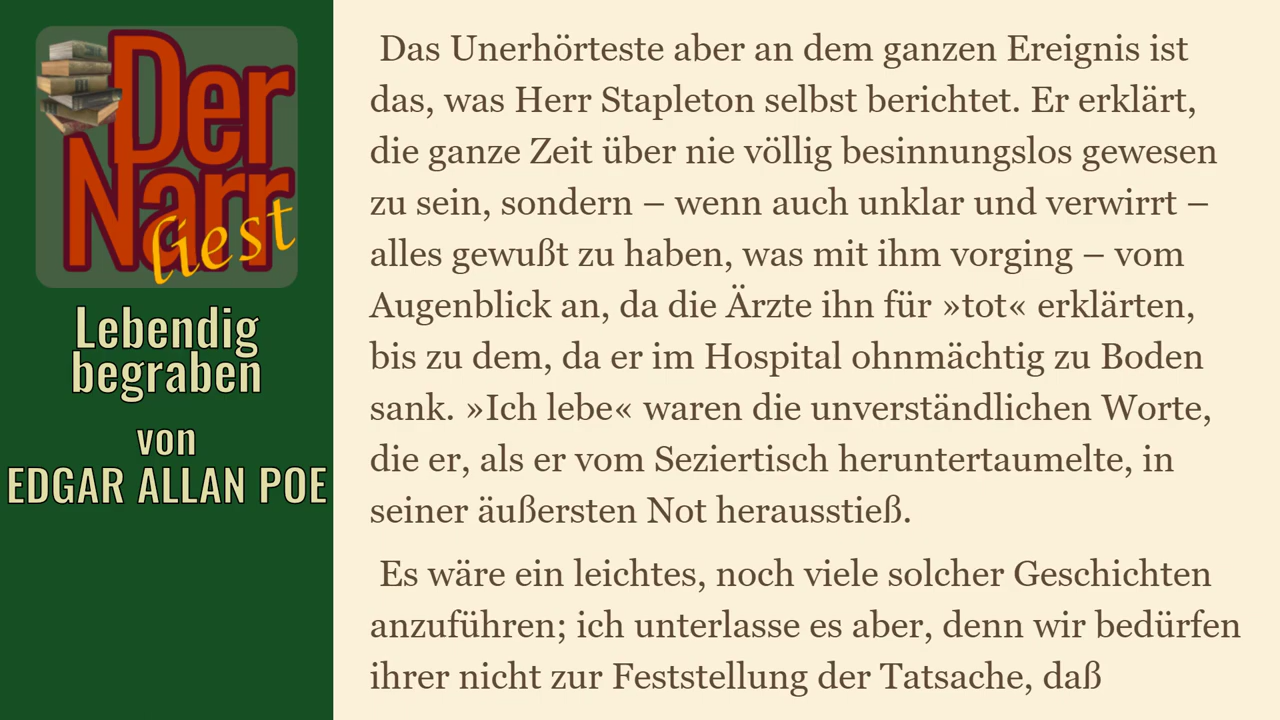 Der
Narr
liest
Lebendig
begraben
von
EDGAR ALLAN POE
Das Unerhörteste aber an dem ganzen Ereignis ist
das, was Herr Stapleton selbst berichtet. Er erklärt,
die ganze Zeit über nie völlig besinnungslos gewesen
zu sein, sondern – wenn auch unklar und verwirrt –
alles gewußt zu haben, was mit ihm vorging – vom
Augenblick an, da die Ärzte ihn für »tot« erklärten,
bis zu dem, da er im Hospital ohnmächtig zu Boden
sank. »Ich lebe« waren die unverständlichen Worte,
die er, als er vom Seziertisch heruntertaumelte, in
seiner äußersten Not herausstieß.
Es wäre ein leichtes, noch viele solcher Geschichten
anzuführen; ich unterlasse es aber, denn wir bedürfen
ihrer nicht zur Feststellung der Tatsache, daß